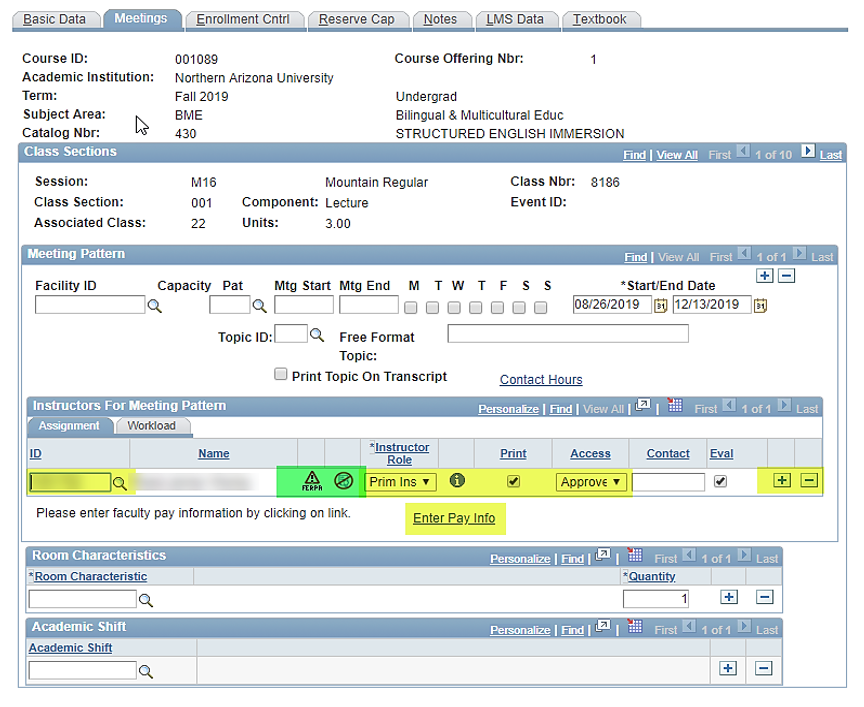 Basic Data Meetings Enrollment Cntrl Reserve Cap Notes LMS Data Textbook
Course ID: 001089 Course Offering Nbr: 1
Academic Institution: Northern Arizona University
Term: Fall 2019 Undergrad
Subject Area: BME Bilingual & Multicultural Educ
Catalog Nbr: 430 STRUCTURED ENGLISH IMMERSION
Class Sections Find | View All First 1 of 10 Last
Session: M16 Mountain Regular Class Nbr: 8186
Class Section: 001 Component: Lecture Event ID:
Associated Class: 22 Units: 3.00
Meeting Pattern Find | View All First 1 of 1 Last
Facility ID Capacity Pat Mtg Start Mtg End M T W T F S S *Start/End Date
08/26/2019 12/13/2019
Topic ID: Free Format
Topic:
Print Topic On Transcript Contact Hours
Instructors For Meeting Pattern Personalize | Find | View All | | First 1 of 1 Last
Assignment Workload
ID Name *Instructor Role Print Access Contact Eval
FERPA Prim Ins Approve
Please enter faculty pay information by clicking on link. Enter Pay Info
Room Characteristics Personalize | Find | | First 1 of 1 Last
*Room Characteristic *Quantity
1
Academic Shift Personalize | Find | | First 1 of 1 Last
Academic Shift